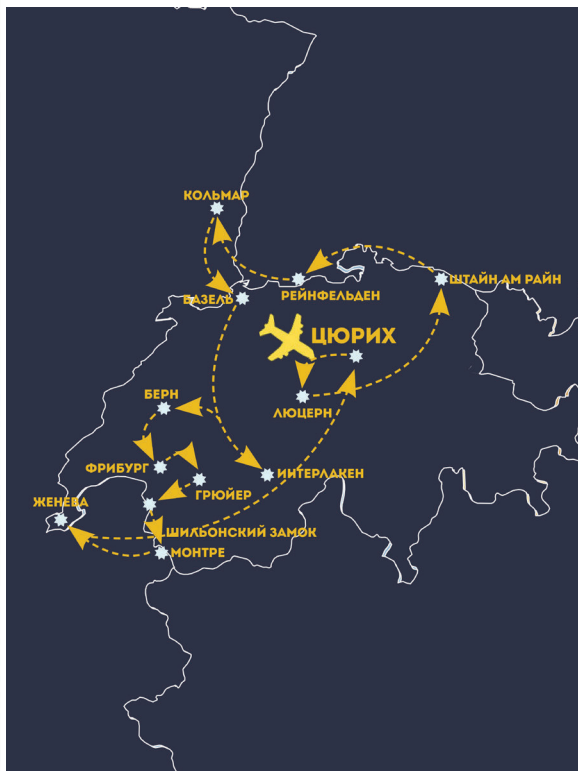 КОЛЬМАР
ШТАЙН АМ РАЙН
РЕЙНФЕЛЬДЕН
БАЗЕЛЬ
ЦЮРИХ
БЕРН
ЛЮЦЕРН
ФРИБУРГ
ИНТЕРЛАКЕН
ГРЮЙЕР
ЖЕНЕВА
ШИЛЬОНСКИЙ ЗАМОК
МОНТРЕ